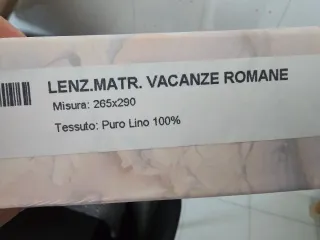 LENZ.MATR. VACANZE ROMANE
Misura: 265x290
Tessuto: Puro Lino 100%